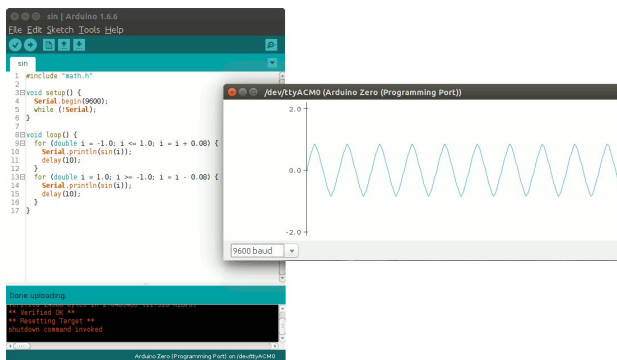 sin | Arduino 1.6.6
File Edit Sketch Tools Help
sin
1 #include "math.h"
2
3 void setup() {
4 Serial.begin(9600);
5 while (!Serial);
6 }
7
8 void loop() {
9 for (double i = -1.0; i <= 1.0; i = i + 0.08) {
10 Serial.println(sin(i));
11 delay(10);
12 }
13 for (double i = 1.0; i >= -1.0; i = i - 0.08) {
14 Serial.println(sin(i));
15 delay(10);
16 }
17 }
/dev/ttyACM0 (Arduino Zero (Programming Port))
2.0
0.0
-2.0
9600 baud
Done uploading.
** Verified OK **
** Resetting Target **
shutdown command invoked
Arduino Zero (Programming Port) on /dev/ttyACM0